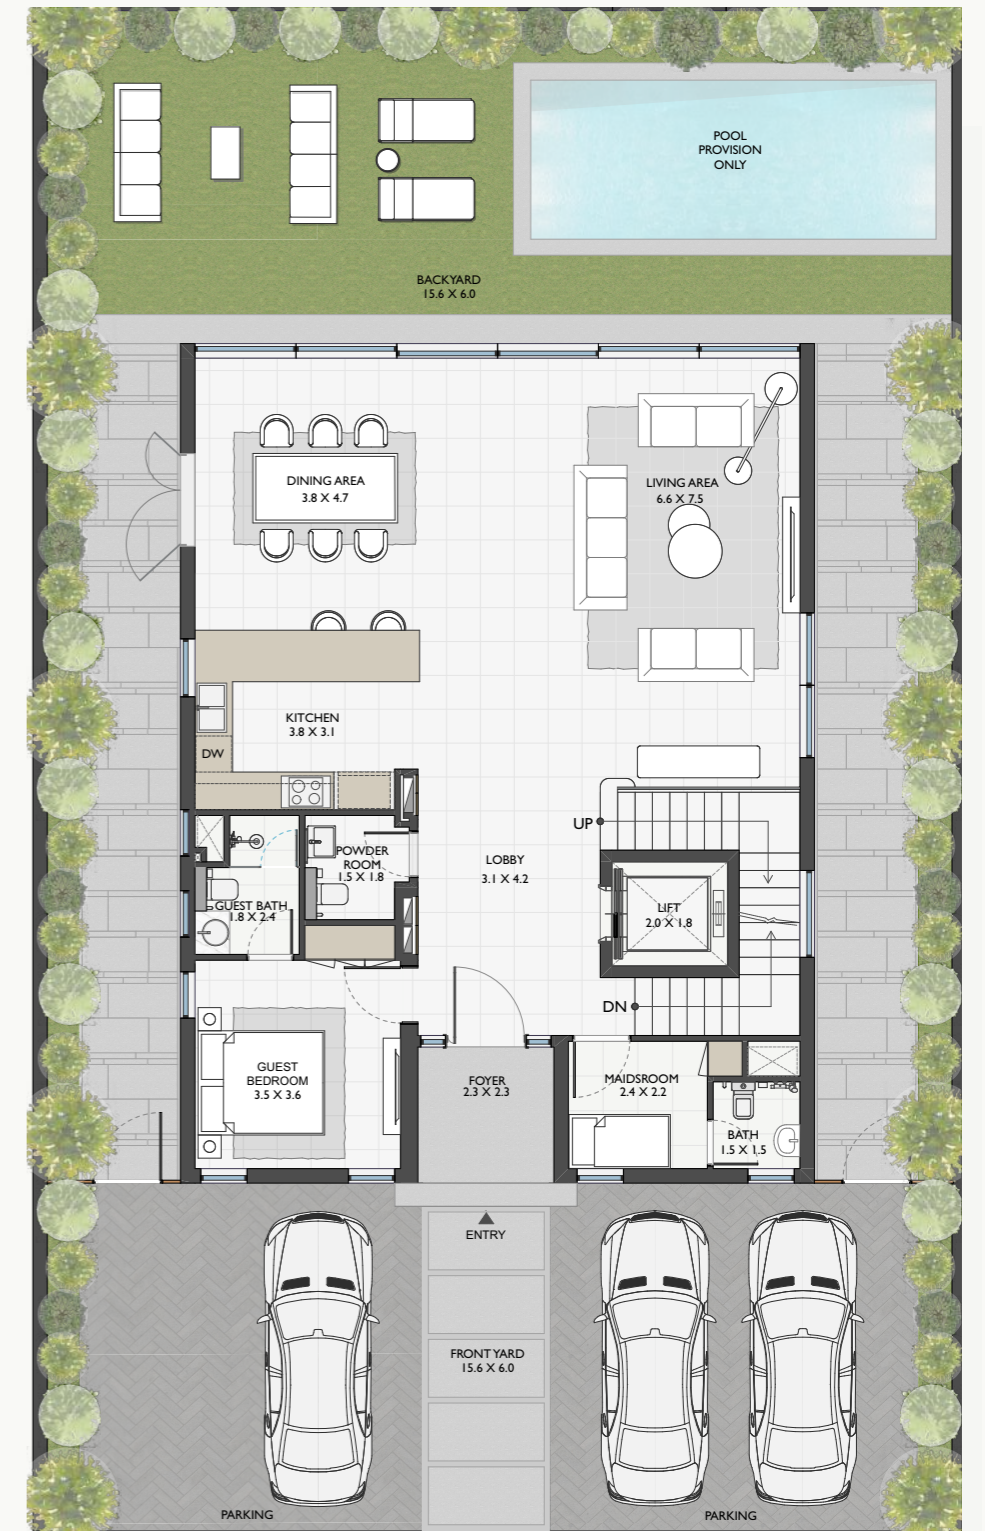 POOL
PROVISION
ONLY
BACKYARD
15.6 X 6.0
DINING AREA
3.8 X 4.7
LIVING AREA
6.6 X 7.5
KITCHEN
3.8 X 3.1
DW
UP
POWDER
ROOM
1.5 X 1.8
LOBBY
3.1 X 4.2
GUEST BATH
1.8 X 2.4
LIFT
2.0 X 1.8
DN
GUEST
BEDROOM
3.5 X 3.6
FOYER
2.3 X 2.3
MAIDSROOM
2.4 X 2.2
BATH
1.5 X 1.5
ENTRY
FRONT YARD
15.6 X 6.0
PARKING
PARKING